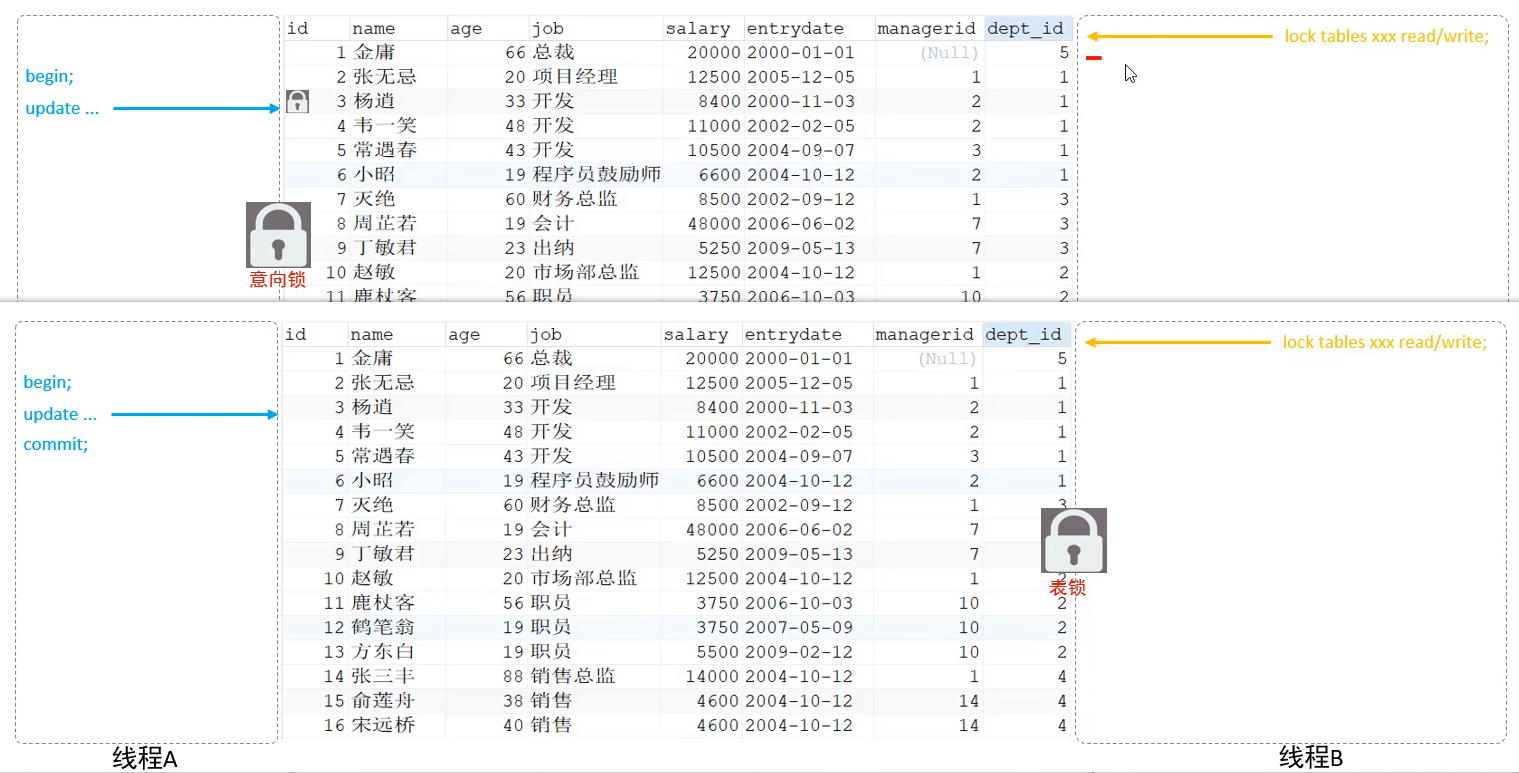 id name age job salary entrydate managerid dept_id lock tables xxx read/write;
1 金庸 66 总裁 20000 2000-01-01 (Null) 5
begin; 2 张无忌 20 项目经理 12500 2005-12-05 1 1
update ... 3 杨逍 33 开发 8400 2000-11-03 2 1
4 韦一笑 48 开发 11000 2002-02-05 2 1
5 常遇春 43 开发 10500 2004-09-07 3 1
6 小昭 19 程序员鼓励师 6600 2004-10-12 2 1
7 灭绝 60 财务总监 8500 2002-09-12 1 3
8 周芷若 19 会计 48000 2006-06-02 7 3
9 丁敏君 23 出纳 5250 2009-05-13 7 3
意向锁 10 赵敏 20 市场部总监 12500 2004-10-12 1 2
11 鹿杖客 56 职员 3750 2006-10-03 10 2
id name age job salary entrydate managerid dept_id lock tables xxx read/write;
1 金庸 66 总裁 20000 2000-01-01 (Null) 5
begin; 2 张无忌 20 项目经理 12500 2005-12-05 1 1
update ... 3 杨逍 33 开发 8400 2000-11-03 2 1
commit; 4 韦一笑 48 开发 11000 2002-02-05 2 1
5 常遇春 43 开发 10500 2004-09-07 3 1
6 小昭 19 程序员鼓励师 6600 2004-10-12 2 1
7 灭绝 60 财务总监 8500 2002-09-12 1 3
8 周芷若 19 会计 48000 2006-06-02 7
9 丁敏君 23 出纳 5250 2009-05-13 7
10 赵敏 20 市场部总监 12500 2004-10-12 1 2
表锁
11 鹿杖客 56 职员 3750 2006-10-03 10 2
12 鹤笔翁 19 职员 3750 2007-05-09 10 2
13 方东白 19 职员 5500 2009-02-12 10 2
14 张三丰 88 销售总监 14000 2004-10-12 1 4
15 俞莲舟 38 销售 4600 2004-10-12 14 4
16 宋远桥 40 销售 4600 2004-10-12 14 4
线程A 线程B